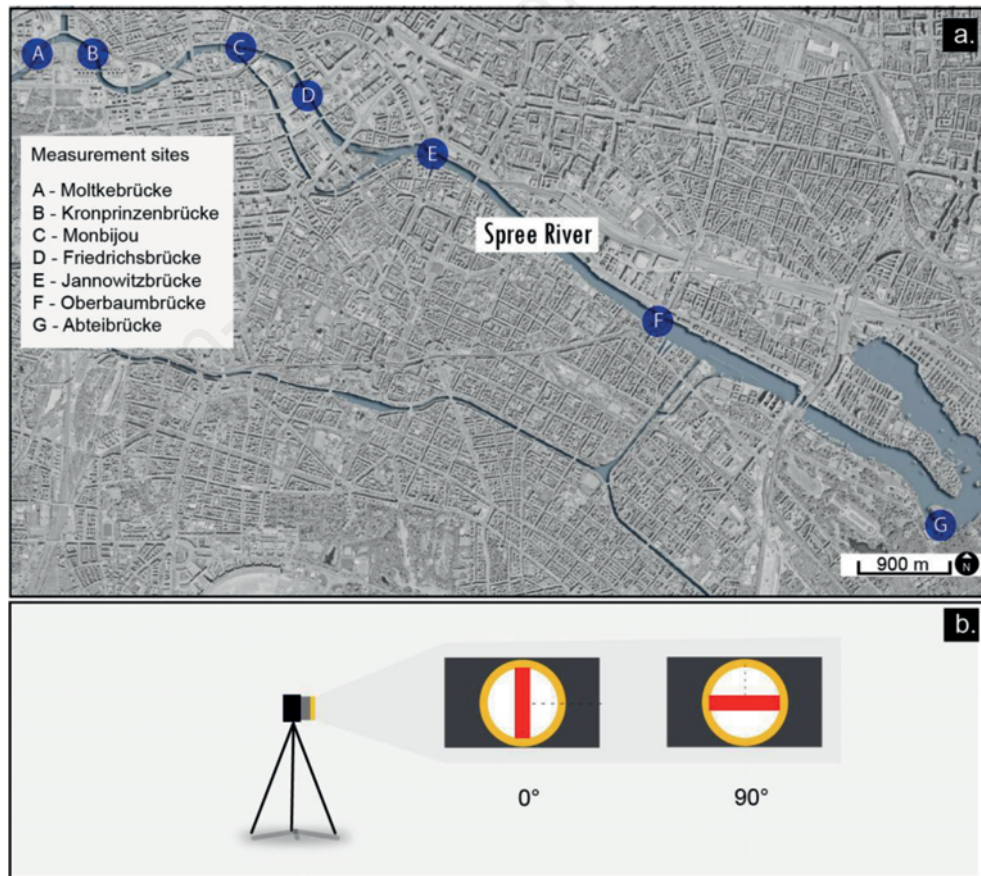 a.
A
B
C
D
E
F
G
Measurement sites
A - Moltkebrücke
B - Kronprinzenbrücke
C - Monbijou
D - Friedrichsbrücke
E - Jannowitzbrücke
F - Oberbaumbrücke
G - Abteibrücke
Spree River
900 m
N
b.
0°
90°